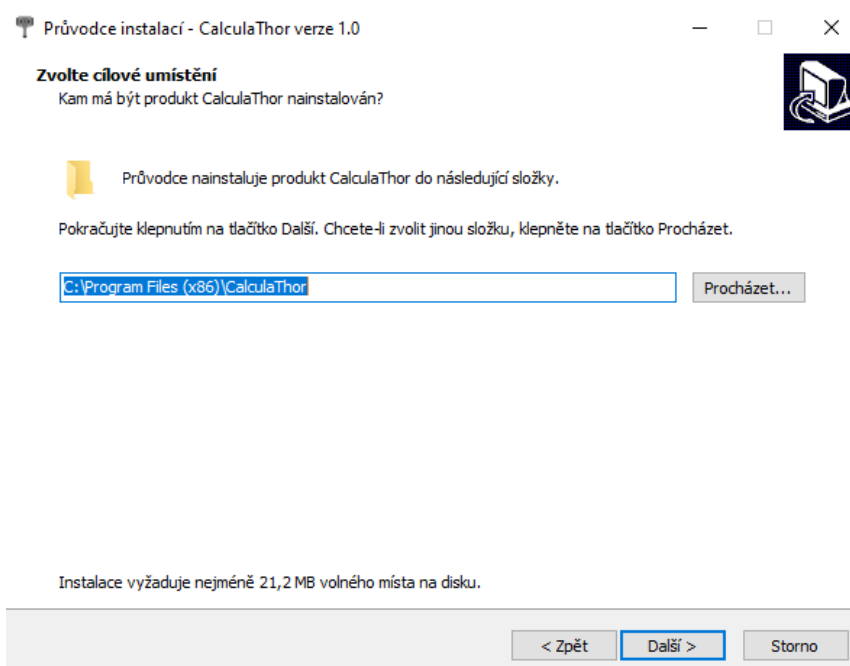 Průvodce instalací - CalculaThor verze 1.0
Zvolte cílové umístění
Kam má být produkt CalculaThor nainstalován?
Průvodce nainstaluje produkt CalculaThor do následující složky.
Pokračujte klepnutím na tlačítko Další. Chcete-li zvolit jinou složku, klepněte na tlačítko Procházet.
C:\Program Files (x86)\CalculaThor
Procházet...
Instalace vyžaduje nejméně 21,2 MB volného místa na disku.
< Zpět
Další >
Storno